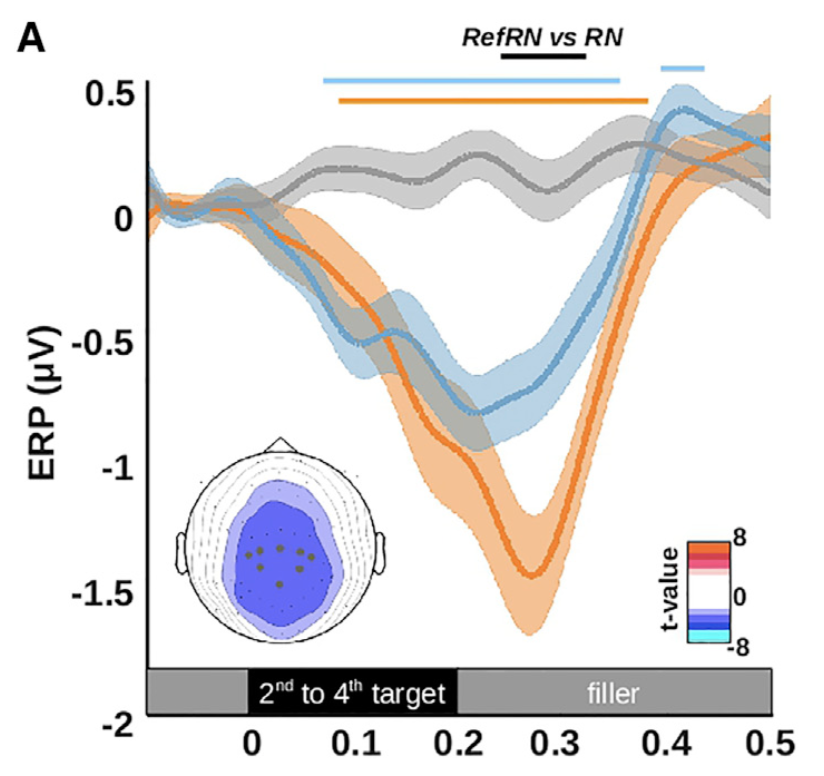 A
RefRN vs RN
0.5
0
-0.5
-1
-1.5
-2
ERP (µV)
8
0
-8
t-value
2nd to 4th target
filler
0 0.1 0.2 0.3 0.4 0.5